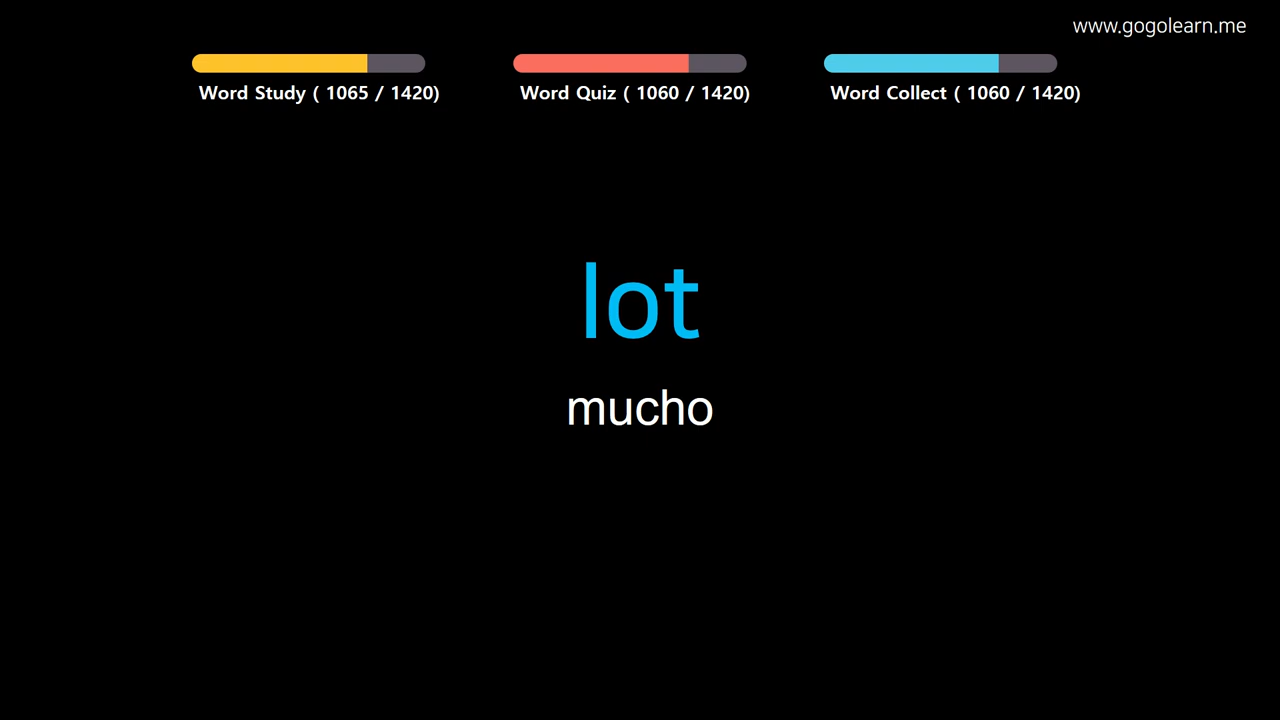 www.gogolearn.me
Word Study ( 1065 / 1420)
Word Quiz ( 1060 / 1420)
Word Collect ( 1060 / 1420)
lot
mucho